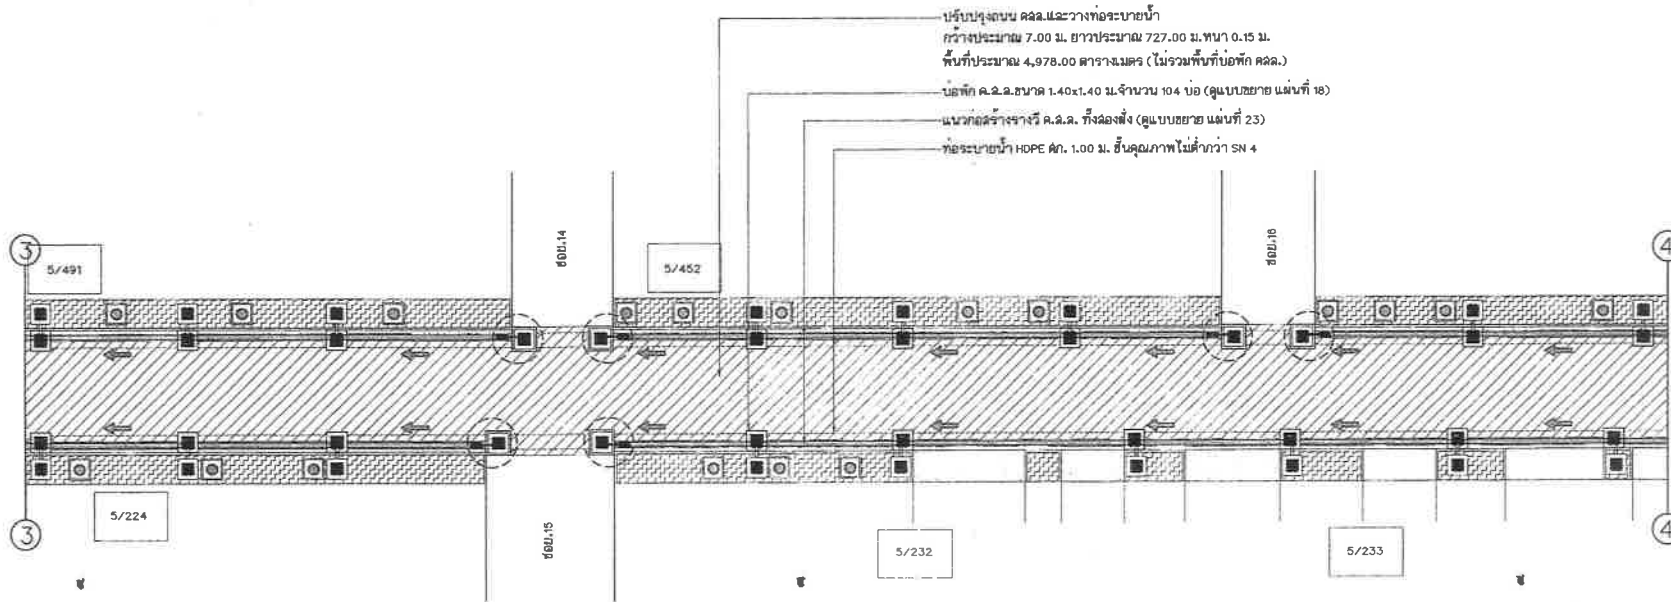 ปรับปรุงถนน คสล.และวางท่อระบายน้ำ
กว้างประมาณ 7.00 ม. ยาวประมาณ 727.00 ม.หนา 0.15 ม.
พื้นที่ประมาณ 4,978.00 ตารางเมตร (ไม่รวมพื้นที่บ่อพัก คสล.)
บ่อพัก ค.ส.ล.ขนาด 1.40x1.40 ม.จำนวน 104 บ่อ (ดูแบบขยาย แผ่นที่ 18)
แนวก่อสร้างรางวี ค.ส.ล. ทั้งสองฝั่ง (ดูแบบขยาย แผ่นที่ 23)
ท่อระบายน้ำ HDPE ศก. 1.00 ม. ชั้นคุณภาพไม่ต่ำกว่า SN 4
3
5/491
ซอย.14
5/452
ซอย.16
4
3
5/224
ซอย.15
5/232
5/233
4